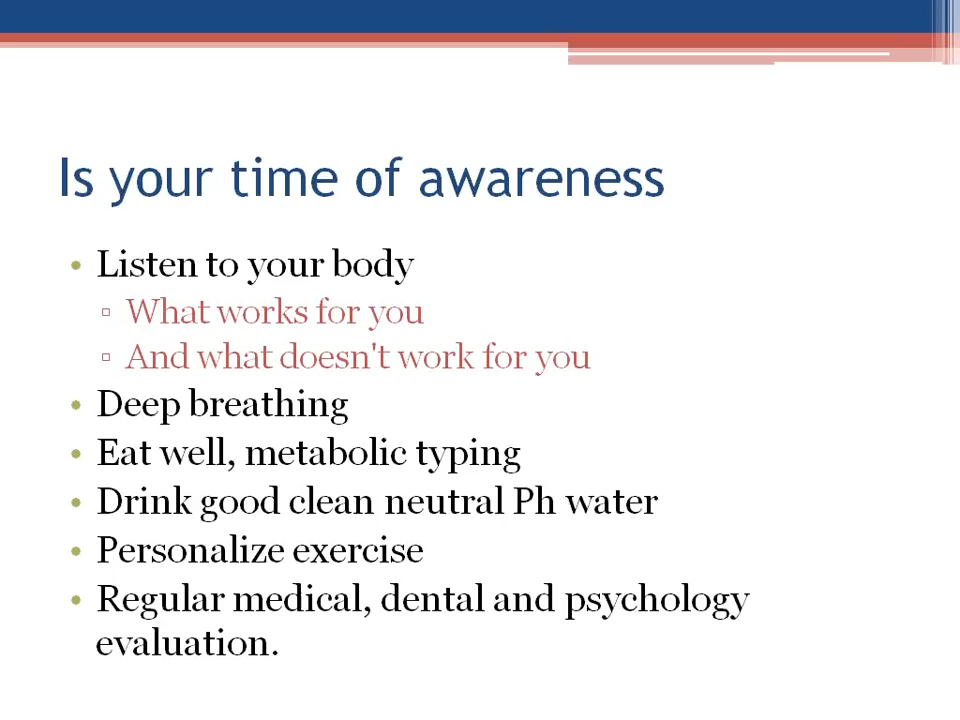 Is your time of awareness
• Listen to your body
▫ What works for you
▫ And what doesn't work for you
• Deep breathing
• Eat well, metabolic typing
• Drink good clean neutral Ph water
• Personalize exercise
• Regular medical, dental and psychology
evaluation.